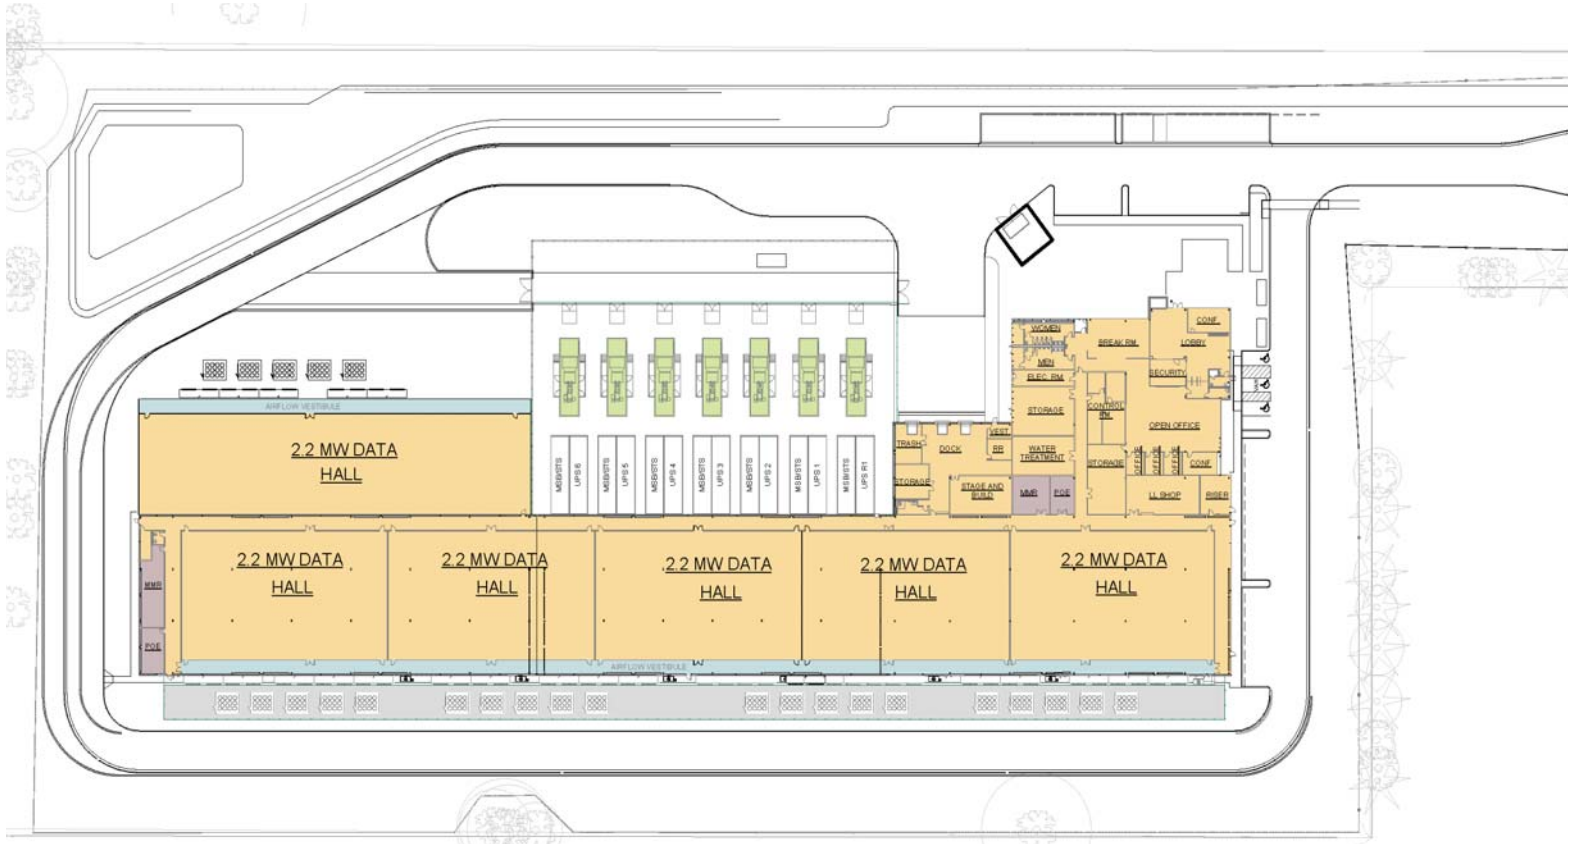 WOMEN
CONF.
BREAK RM.
LOBBY
MEN
SECURITY
ELEC. RM.
AIRFLOW VESTIBULE
STORAGE
CONTROL
RM.
OPEN OFFICE
VEST.
2.2 MW DATA
HALL
TRASH
DOCK
RR
WATER
TREATMENT
STORAGE
OFFICE
OFFICE
OFFICE
CONF.
MSB/STS
UPS 6
MSB/STS
UPS 5
MSB/STS
UPS 4
MSB/STS
UPS 3
MSB/STS
UPS 2
MSB/STS
UPS 1
MSB/STS
UPS R1
STORAGE
STAGE AND
BUILD
MMR
POE
LL SHOP
RISER
2.2 MW DATA
HALL
2.2 MW DATA
HALL
2.2 MW DATA
HALL
2.2 MW DATA
HALL
2.2 MW DATA
HALL
MMR
POE
AIRFLOW VESTIBULE